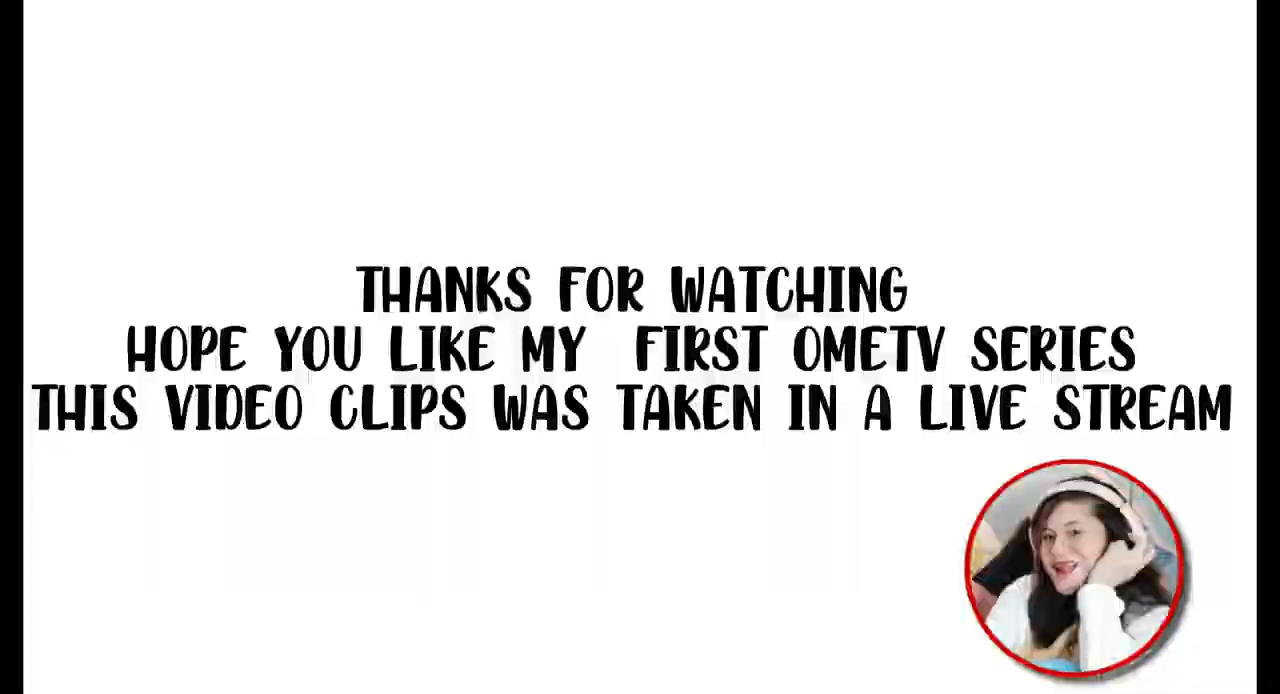 THANKS FOR WATCHING
HOPE YOU LIKE MY FIRST OMETV SERIES
THIS VIDEO CLIPS WAS TAKEN IN A LIVE STREAM